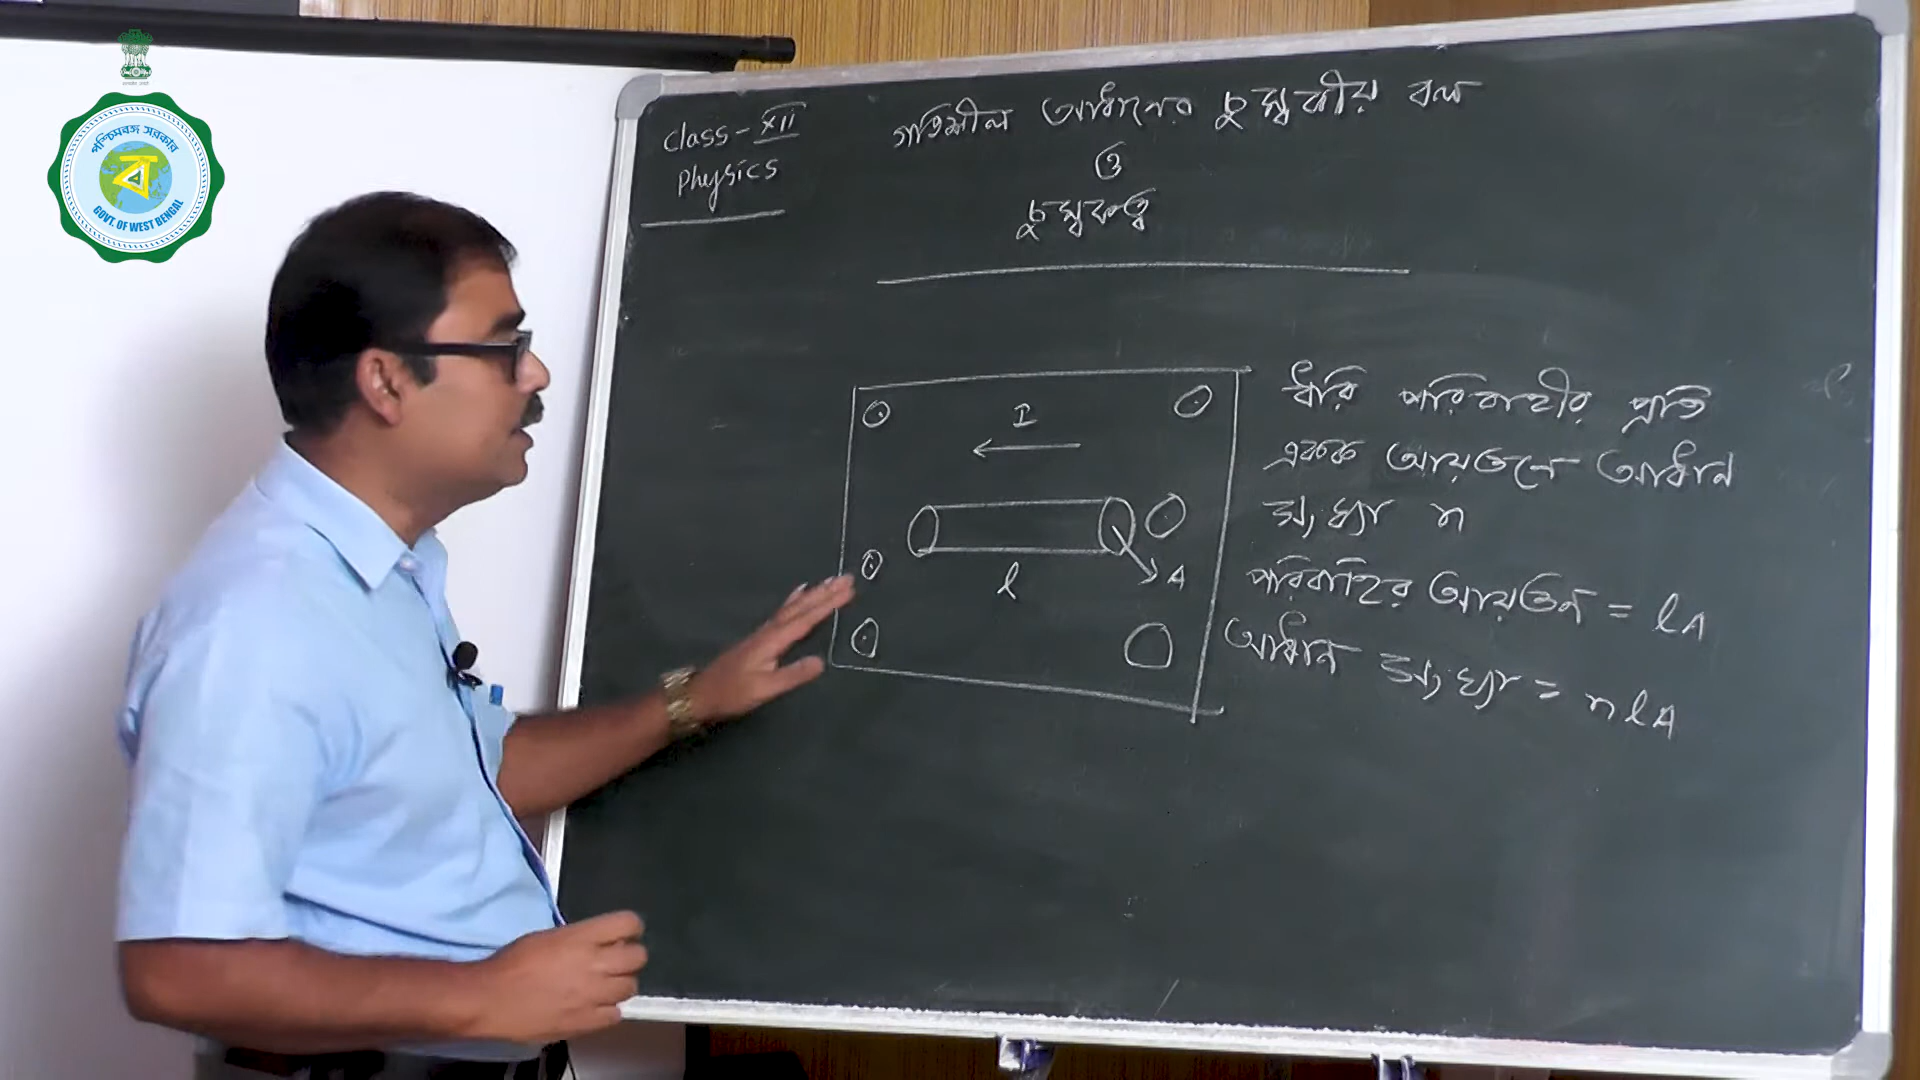 পশ্চিমবঙ্গ সরকার
ব
GOVT. OF WEST BENGAL
Class - XII
Physics
গতিশীল আধানের চুম্বকীয় বল
ও
চুম্বকত্ব
I
l
A
ধরি পরিবাহীর প্রতি
একক আয়তনে আধান
সংখ্যা n
পরিবাহির আয়তন = lA
আধান সংখ্যা = nlA